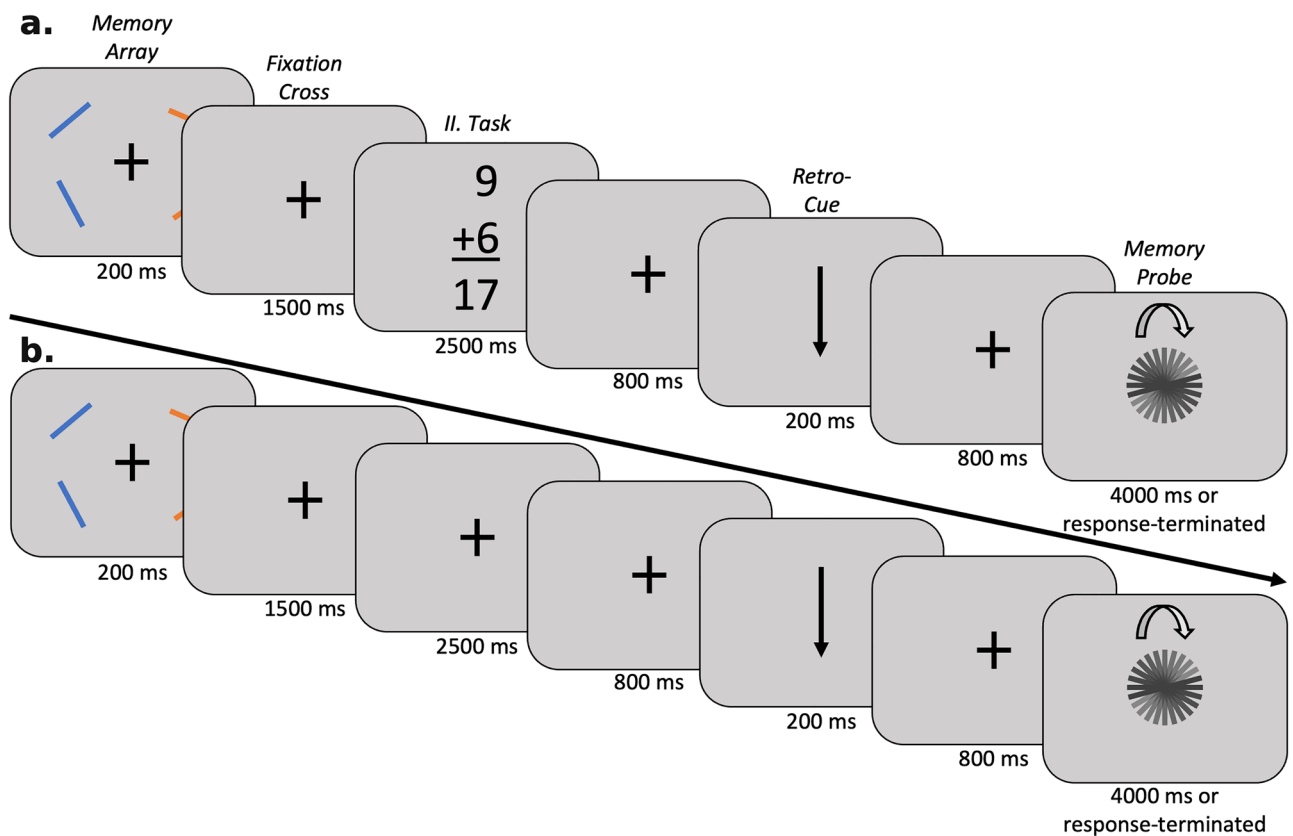 a.
Memory
Array
200 ms
Fixation
Cross
1500 ms
II. Task
9
+6
17
2500 ms
800 ms
Retro-
Cue
200 ms
800 ms
Memory
Probe
4000 ms or
response-terminated
b.
200 ms
1500 ms
2500 ms
800 ms
200 ms
800 ms
4000 ms or
response-terminated